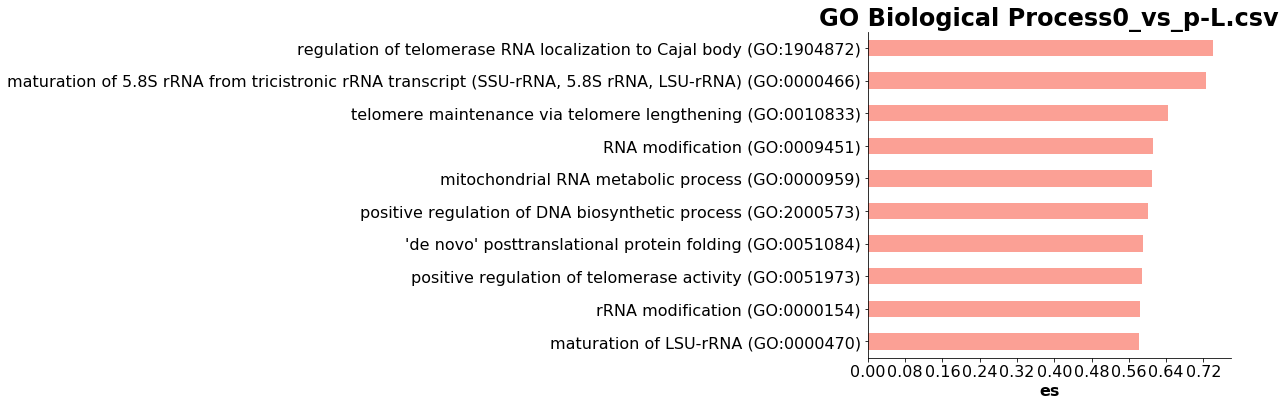 GO Biological Process0_vs_p-L.csv
regulation of telomerase RNA localization to Cajal body (GO:1904872)
maturation of 5.8S rRNA from tricistronic rRNA transcript (SSU-rRNA, 5.8S rRNA, LSU-rRNA) (GO:0000466)
telomere maintenance via telomere lengthening (GO:0010833)
RNA modification (GO:0009451)
mitochondrial RNA metabolic process (GO:0000959)
positive regulation of DNA biosynthetic process (GO:2000573)
'de novo' posttranslational protein folding (GO:0051084)
positive regulation of telomerase activity (GO:0051973)
rRNA modification (GO:0000154)
maturation of LSU-rRNA (GO:0000470)
0.00 0.08 0.16 0.24 0.32 0.40 0.48 0.56 0.64 0.72
es